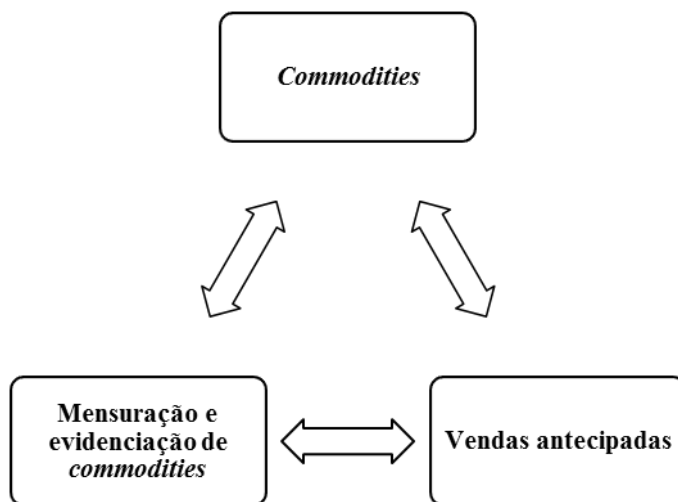 Commodities
Mensuração e
evidenciação de
commodities
Vendas antecipadas